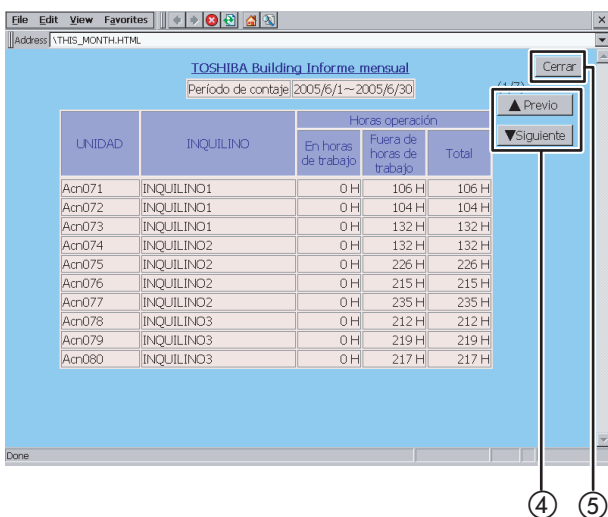 File Edit View Favorites
Address \THIS_MONTH.HTML
TOSHIBA Building Informe mensual
Cerrar
Período de contaje 2005/6/1~2005/6/30
(1/7)
▲ Previo
▼Siguiente
UNIDAD INQUILINO Horas operación
En horas de trabajo Fuera de horas de trabajo Total
Acn071 INQUILINO1 0 H 106 H 106 H
Acn072 INQUILINO1 0 H 104 H 104 H
Acn073 INQUILINO1 0 H 132 H 132 H
Acn074 INQUILINO2 0 H 132 H 132 H
Acn075 INQUILINO2 0 H 226 H 226 H
Acn076 INQUILINO2 0 H 215 H 215 H
Acn077 INQUILINO2 0 H 235 H 235 H
Acn078 INQUILINO3 0 H 212 H 212 H
Acn079 INQUILINO3 0 H 219 H 219 H
Acn080 INQUILINO3 0 H 217 H 217 H
Done
④ ⑤